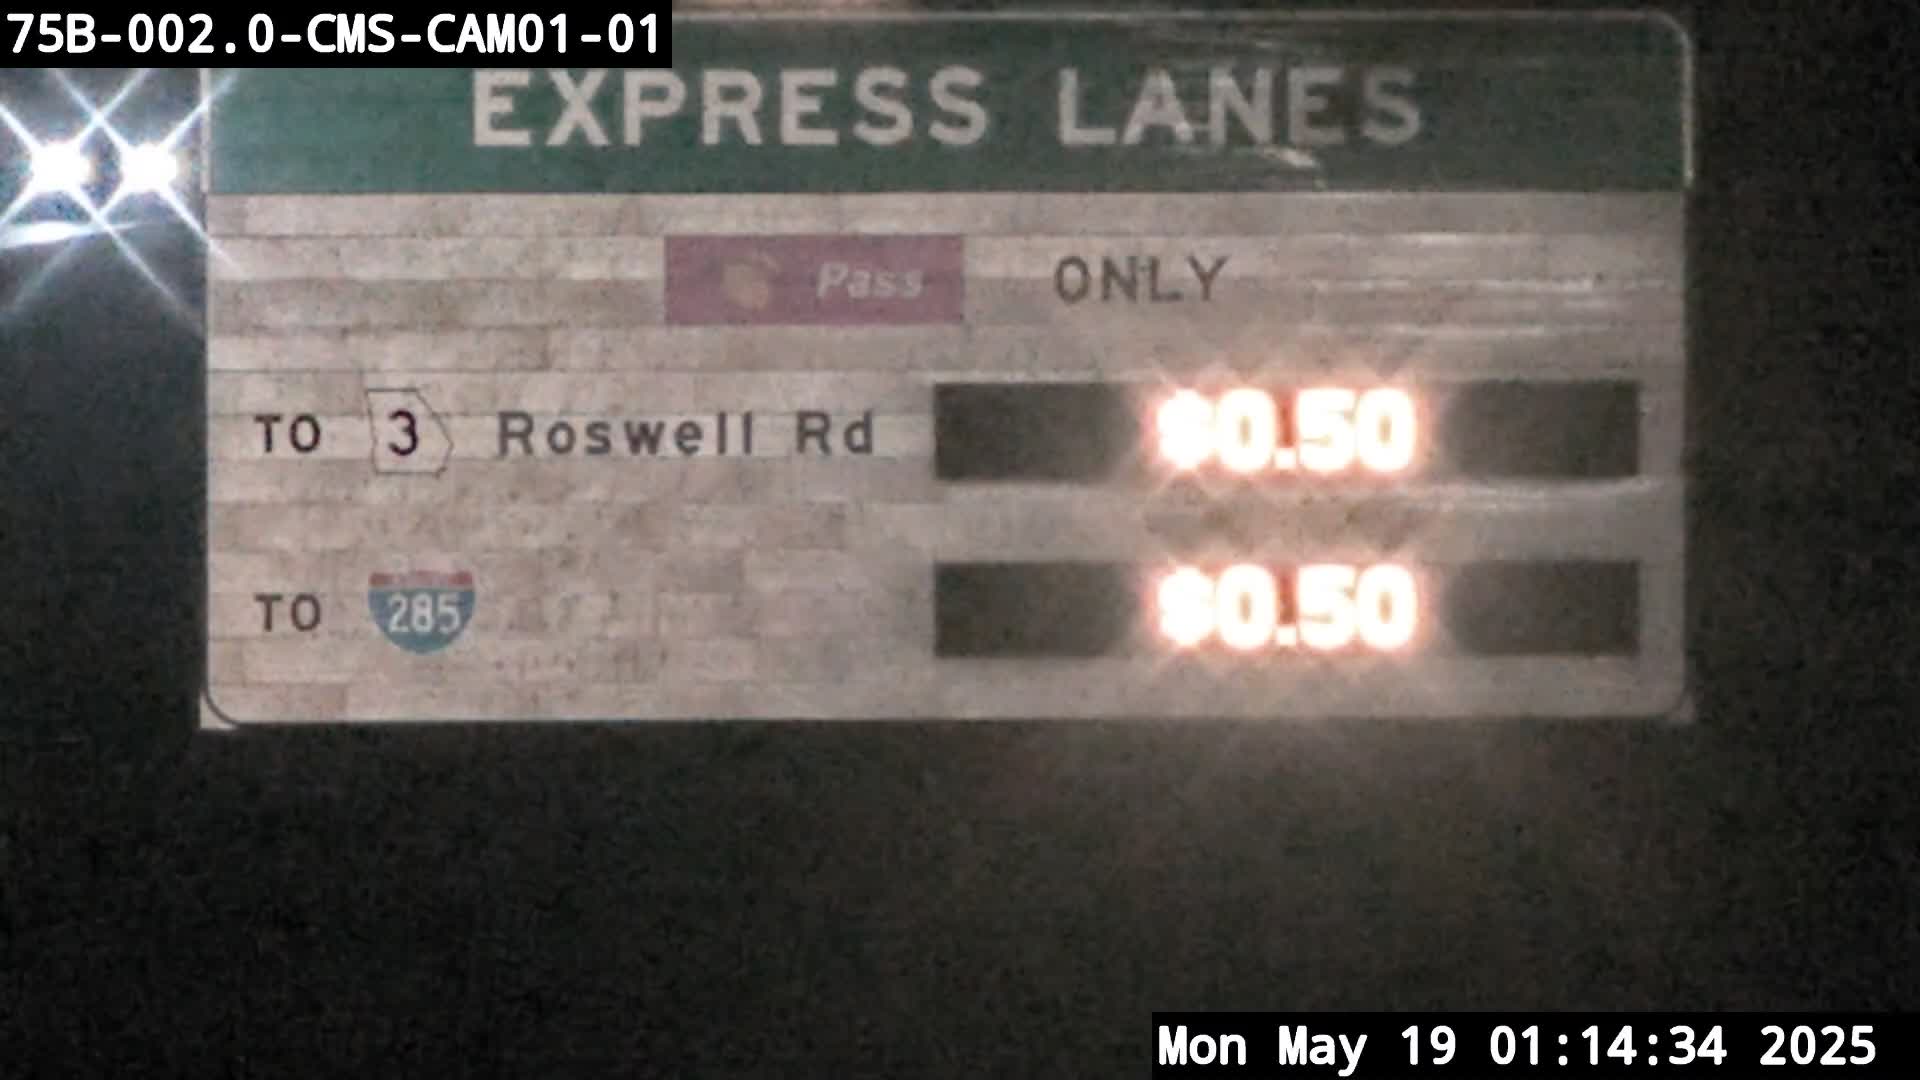 75B-002.0-CMS-CAM01-01
EXPRESS LANES
Pass ONLY
TO 3 Roswell Rd $0.50
TO 285 $0.50
Mon May 19 01:14:34 2025